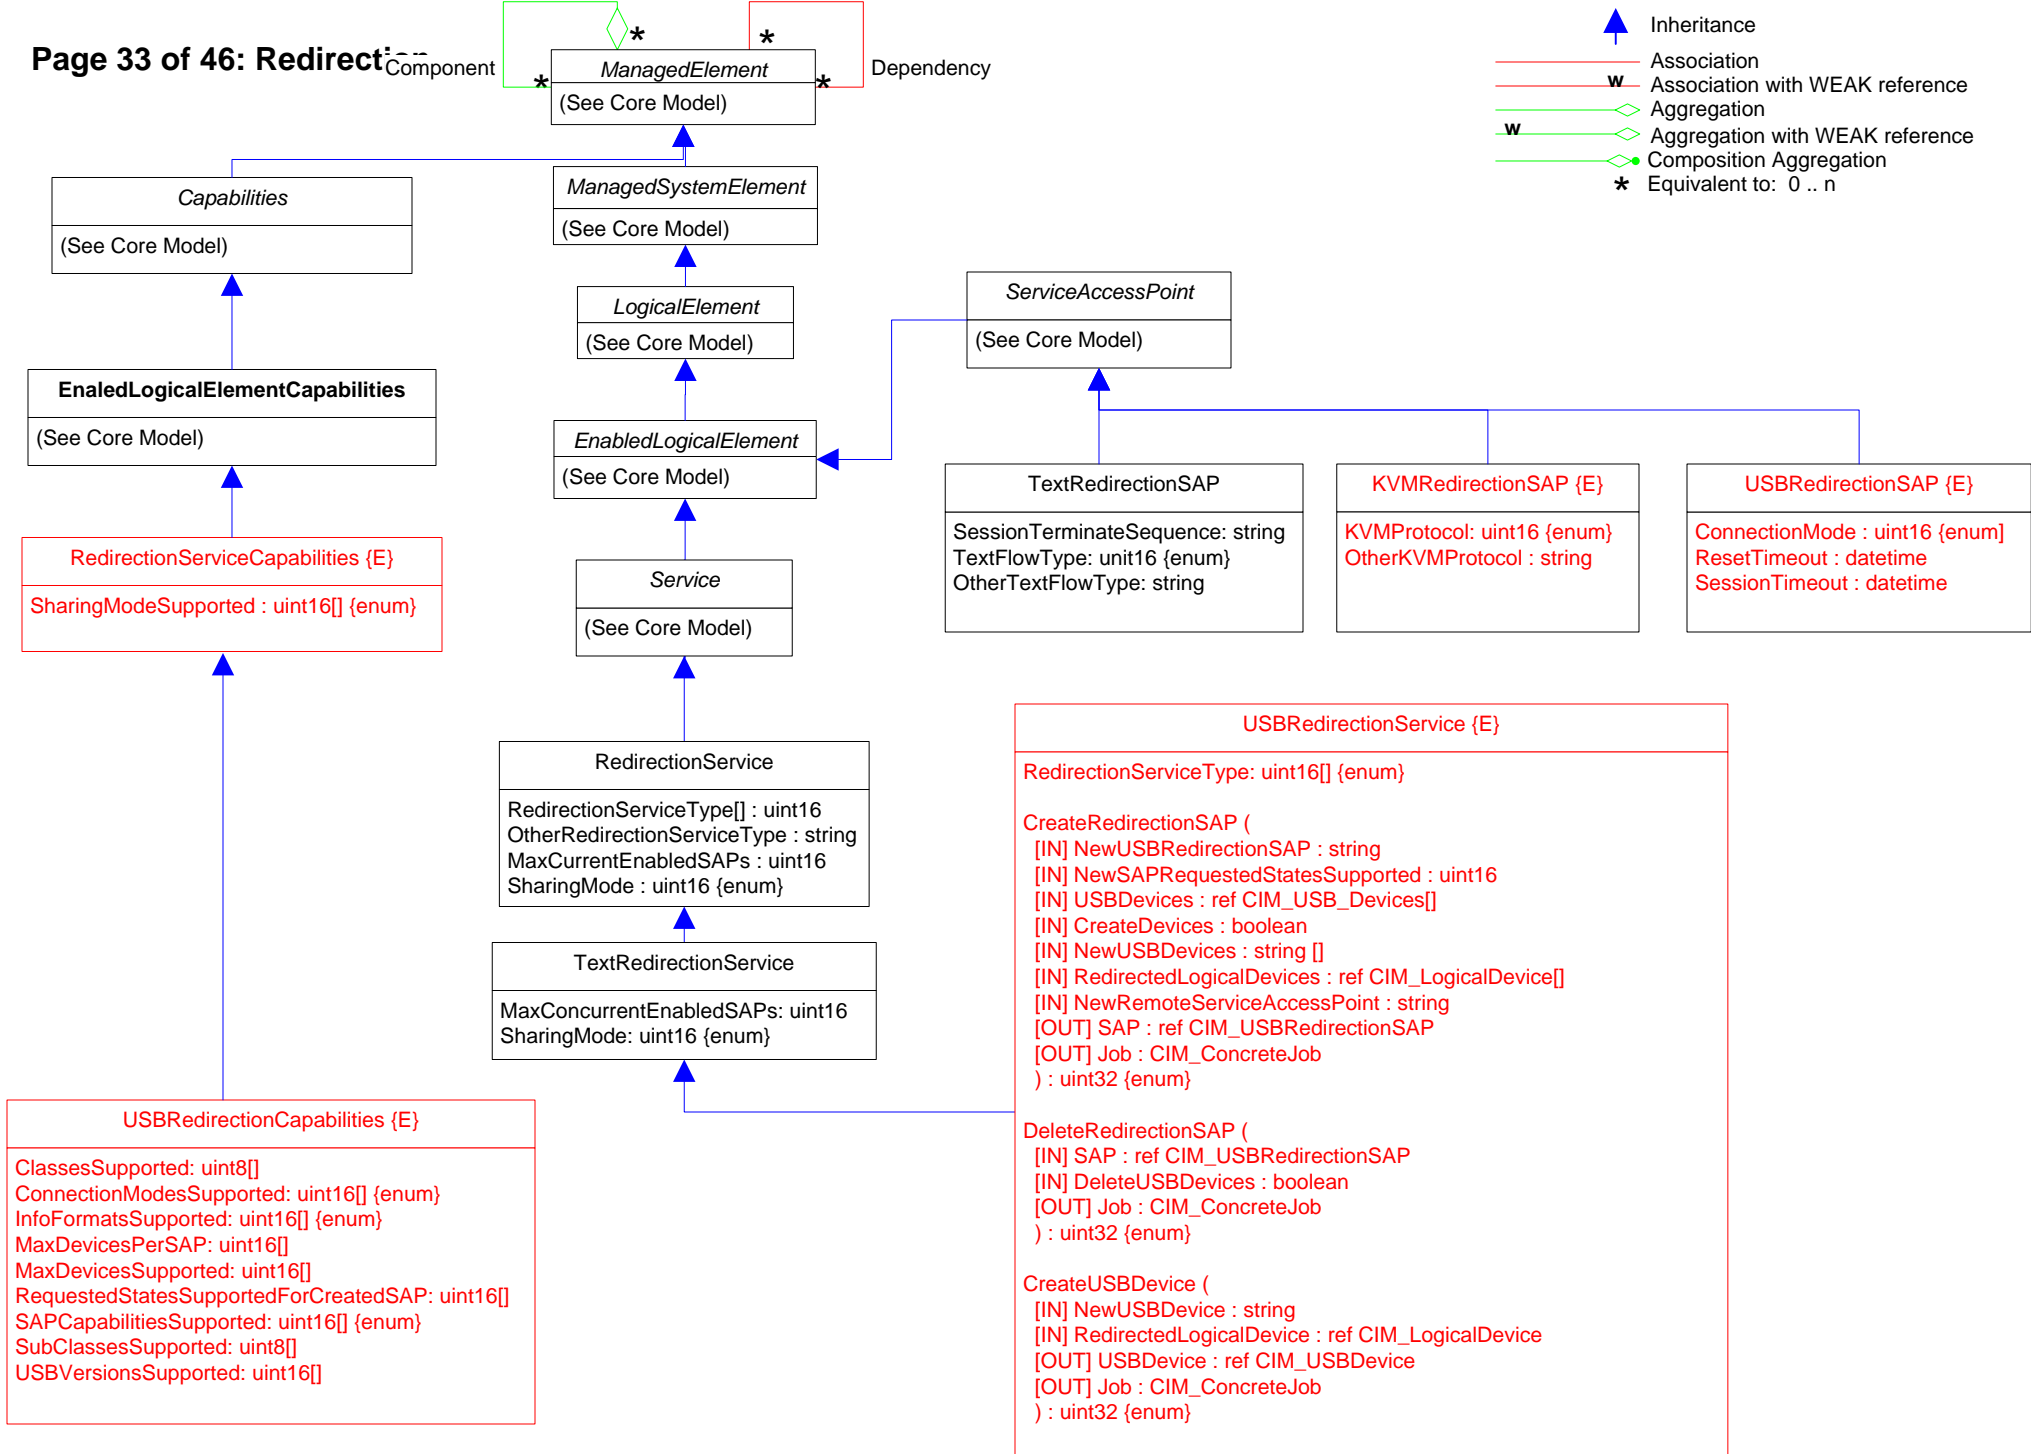 Page 33 of 46: Redirection
Component
*
*
*
*
Dependency
ManagedElement
(See Core Model)
Inheritance
Association
w
Association with WEAK reference
Aggregation
w
Aggregation with WEAK reference
Composition Aggregation
*
Equivalent to: 0 .. n
Capabilities
(See Core Model)
ManagedSystemElement
(See Core Model)
LogicalElement
(See Core Model)
ServiceAccessPoint
(See Core Model)
EnaledLogicalElementCapabilities
(See Core Model)
EnabledLogicalElement
(See Core Model)
TextRedirectionSAP
SessionTerminateSequence: string
TextFlowType: unit16 {enum}
OtherTextFlowType: string
KVMRedirectionSAP {E}
KVMProtocol: uint16 {enum}
OtherKVMProtocol : string
USBRedirectionSAP {E}
ConnectionMode : uint16 {enum]
ResetTimeout : datetime
SessionTimeout : datetime
RedirectionServiceCapabilities {E}
SharingModeSupported : uint16[] {enum}
Service
(See Core Model)
RedirectionService
RedirectionServiceType[] : uint16
OtherRedirectionServiceType : string
MaxCurrentEnabledSAPs : uint16
SharingMode : uint16 {enum}
TextRedirectionService
MaxConcurrentEnabledSAPs: uint16
SharingMode: uint16 {enum}
USBRedirectionService {E}
RedirectionServiceType: uint16[] {enum}
CreateRedirectionSAP (
[IN] NewUSBRedirectionSAP : string
[IN] NewSAPRequestedStatesSupported : uint16
[IN] USBDevices : ref CIM_USB_Devices[]
[IN] CreateDevices : boolean
[IN] NewUSBDevices : string []
[IN] RedirectedLogicalDevices : ref CIM_LogicalDevice[]
[IN] NewRemoteServiceAccessPoint : string
[OUT] SAP : ref CIM_USBRedirectionSAP
[OUT] Job : CIM_ConcreteJob
) : uint32 {enum}
DeleteRedirectionSAP (
[IN] SAP : ref CIM_USBRedirectionSAP
[IN] DeleteUSBDevices : boolean
[OUT] Job : CIM_ConcreteJob
) : uint32 {enum}
CreateUSBDevice (
[IN] NewUSBDevice : string
[IN] RedirectedLogicalDevice : ref CIM_LogicalDevice
[OUT] USBDevice : ref CIM_USBDevice
[OUT] Job : CIM_ConcreteJob
) : uint32 {enum}
USBRedirectionCapabilities {E}
ClassesSupported: uint8[]
ConnectionModesSupported: uint16[] {enum}
InfoFormatsSupported: uint16[] {enum}
MaxDevicesPerSAP: uint16[]
MaxDevicesSupported: uint16[]
RequestedStatesSupportedForCreatedSAP: uint16[]
SAPCapabilitiesSupported: uint16[] {enum}
SubClassesSupported: uint8[]
USBVersionsSupported: uint16[]